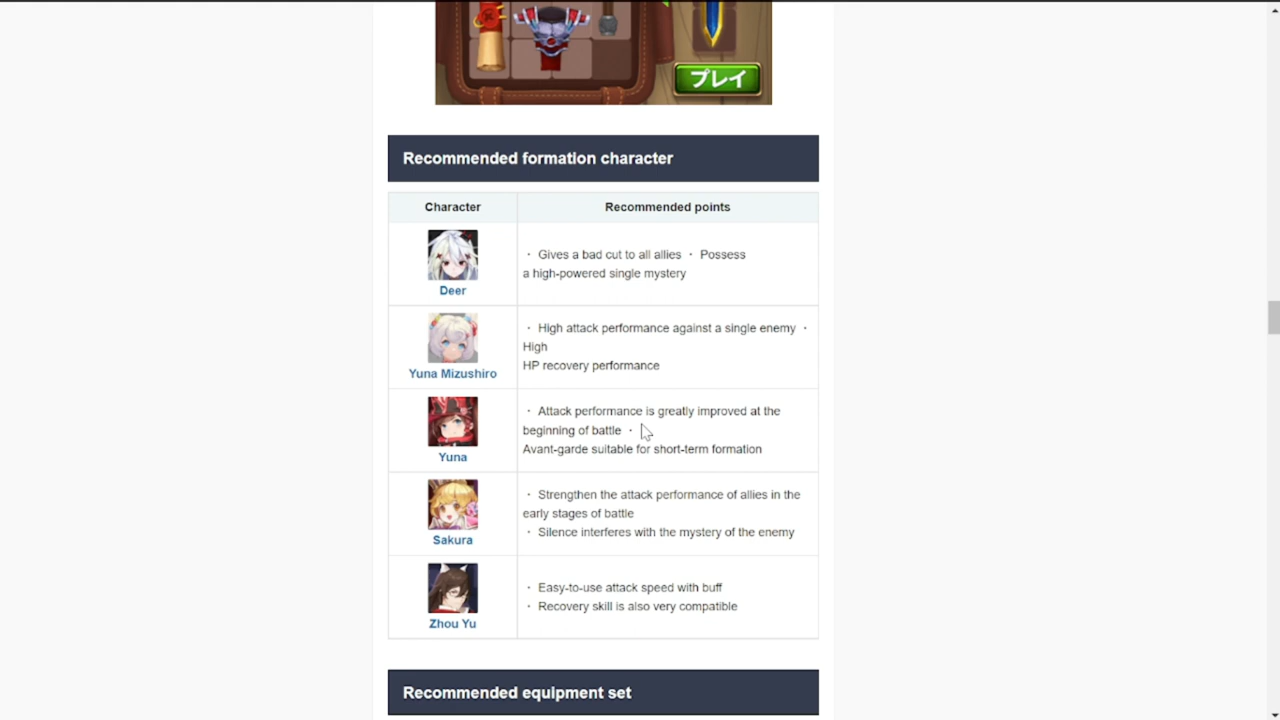 プレイ
Recommended formation character
Character Recommended points
・ Gives a bad cut to all allies ・ Possess
a high-powered single mystery
Deer
・ High attack performance against a single enemy ・
High
HP recovery performance
Yuna Mizushiro
・ Attack performance is greatly improved at the
beginning of battle ・
Avant-garde suitable for short-term formation
Yuna
・ Strengthen the attack performance of allies in the
early stages of battle
・ Silence interferes with the mystery of the enemy
Sakura
・ Easy-to-use attack speed with buff
・ Recovery skill is also very compatible
Zhou Yu
Recommended equipment set